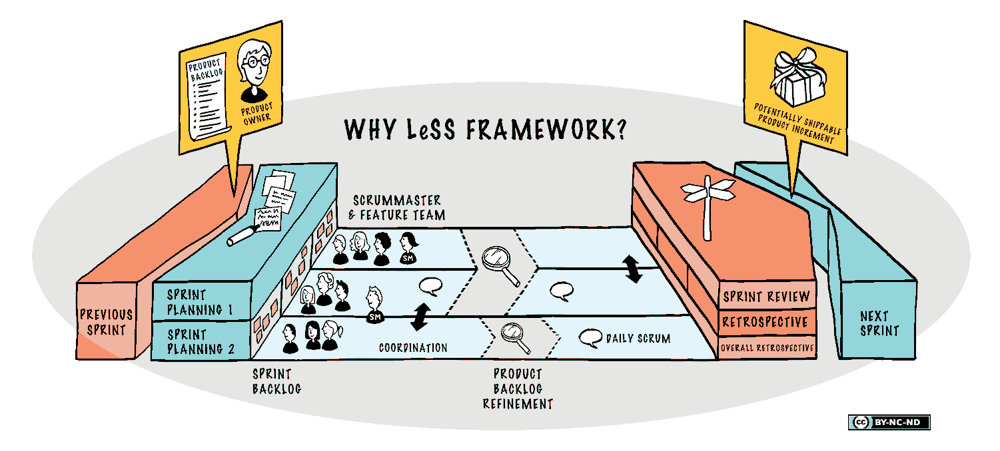 PRODUCT
BACKLOG
PRODUCT
OWNER
WHY LeSS FRAMEWORK?
POTENTIALLY SHIPPABLE
PRODUCT INCREMENT
SCRUMMASTER
& FEATURE TEAM
SM
SM
PREVIOUS
SPRINT
SPRINT
PLANNING 1
SPRINT
PLANNING 2
COORDINATION
DAILY SCRUM
SPRINT REVIEW
RETROSPECTIVE
OVERALL RETROSPECTIVE
NEXT
SPRINT
SPRINT
BACKLOG
PRODUCT
BACKLOG
REFINEMENT
cc BY-NC-ND